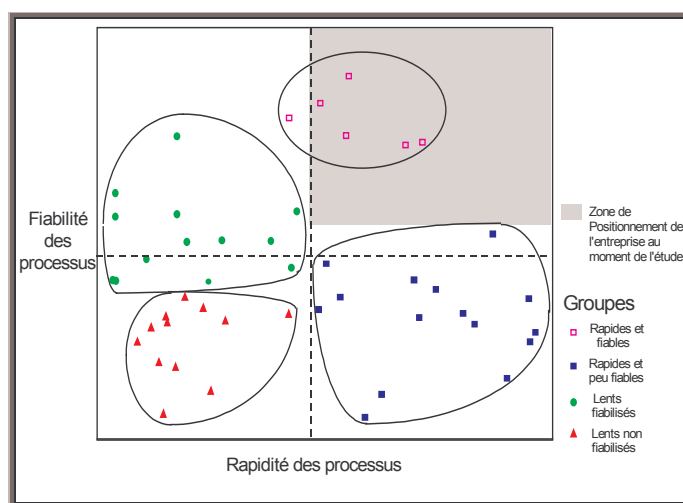 Fiabilité
des
processus
Rapidité des processus
Zone de
Positionnement de
l'entreprise au
moment de l'étude
Groupes
Rapides et
fiables
Rapides et
peu fiables
Lents
fiabilisés
Lents non
fiabilisés